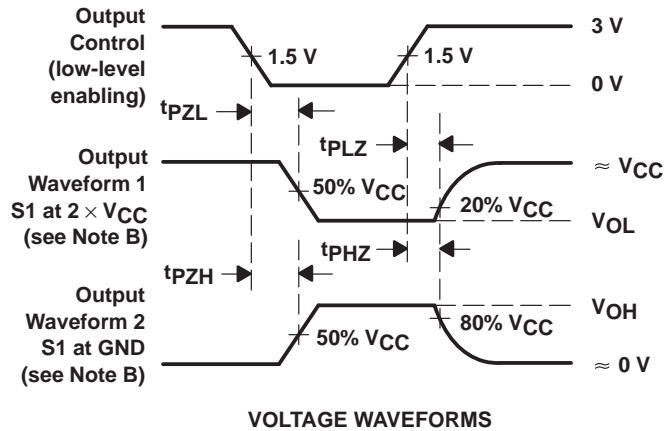 Output
Control
(low-level
enabling)
1.5 V
1.5 V
3 V
0 V
tPZL
tPLZ
Output
Waveform 1
S1 at 2 × VCC
(see Note B)
50% VCC
20% VCC
≈ VCC
VOL
tPZH
tPHZ
Output
Waveform 2
S1 at GND
(see Note B)
50% VCC
80% VCC
VOH
≈ 0 V
VOLTAGE WAVEFORMS